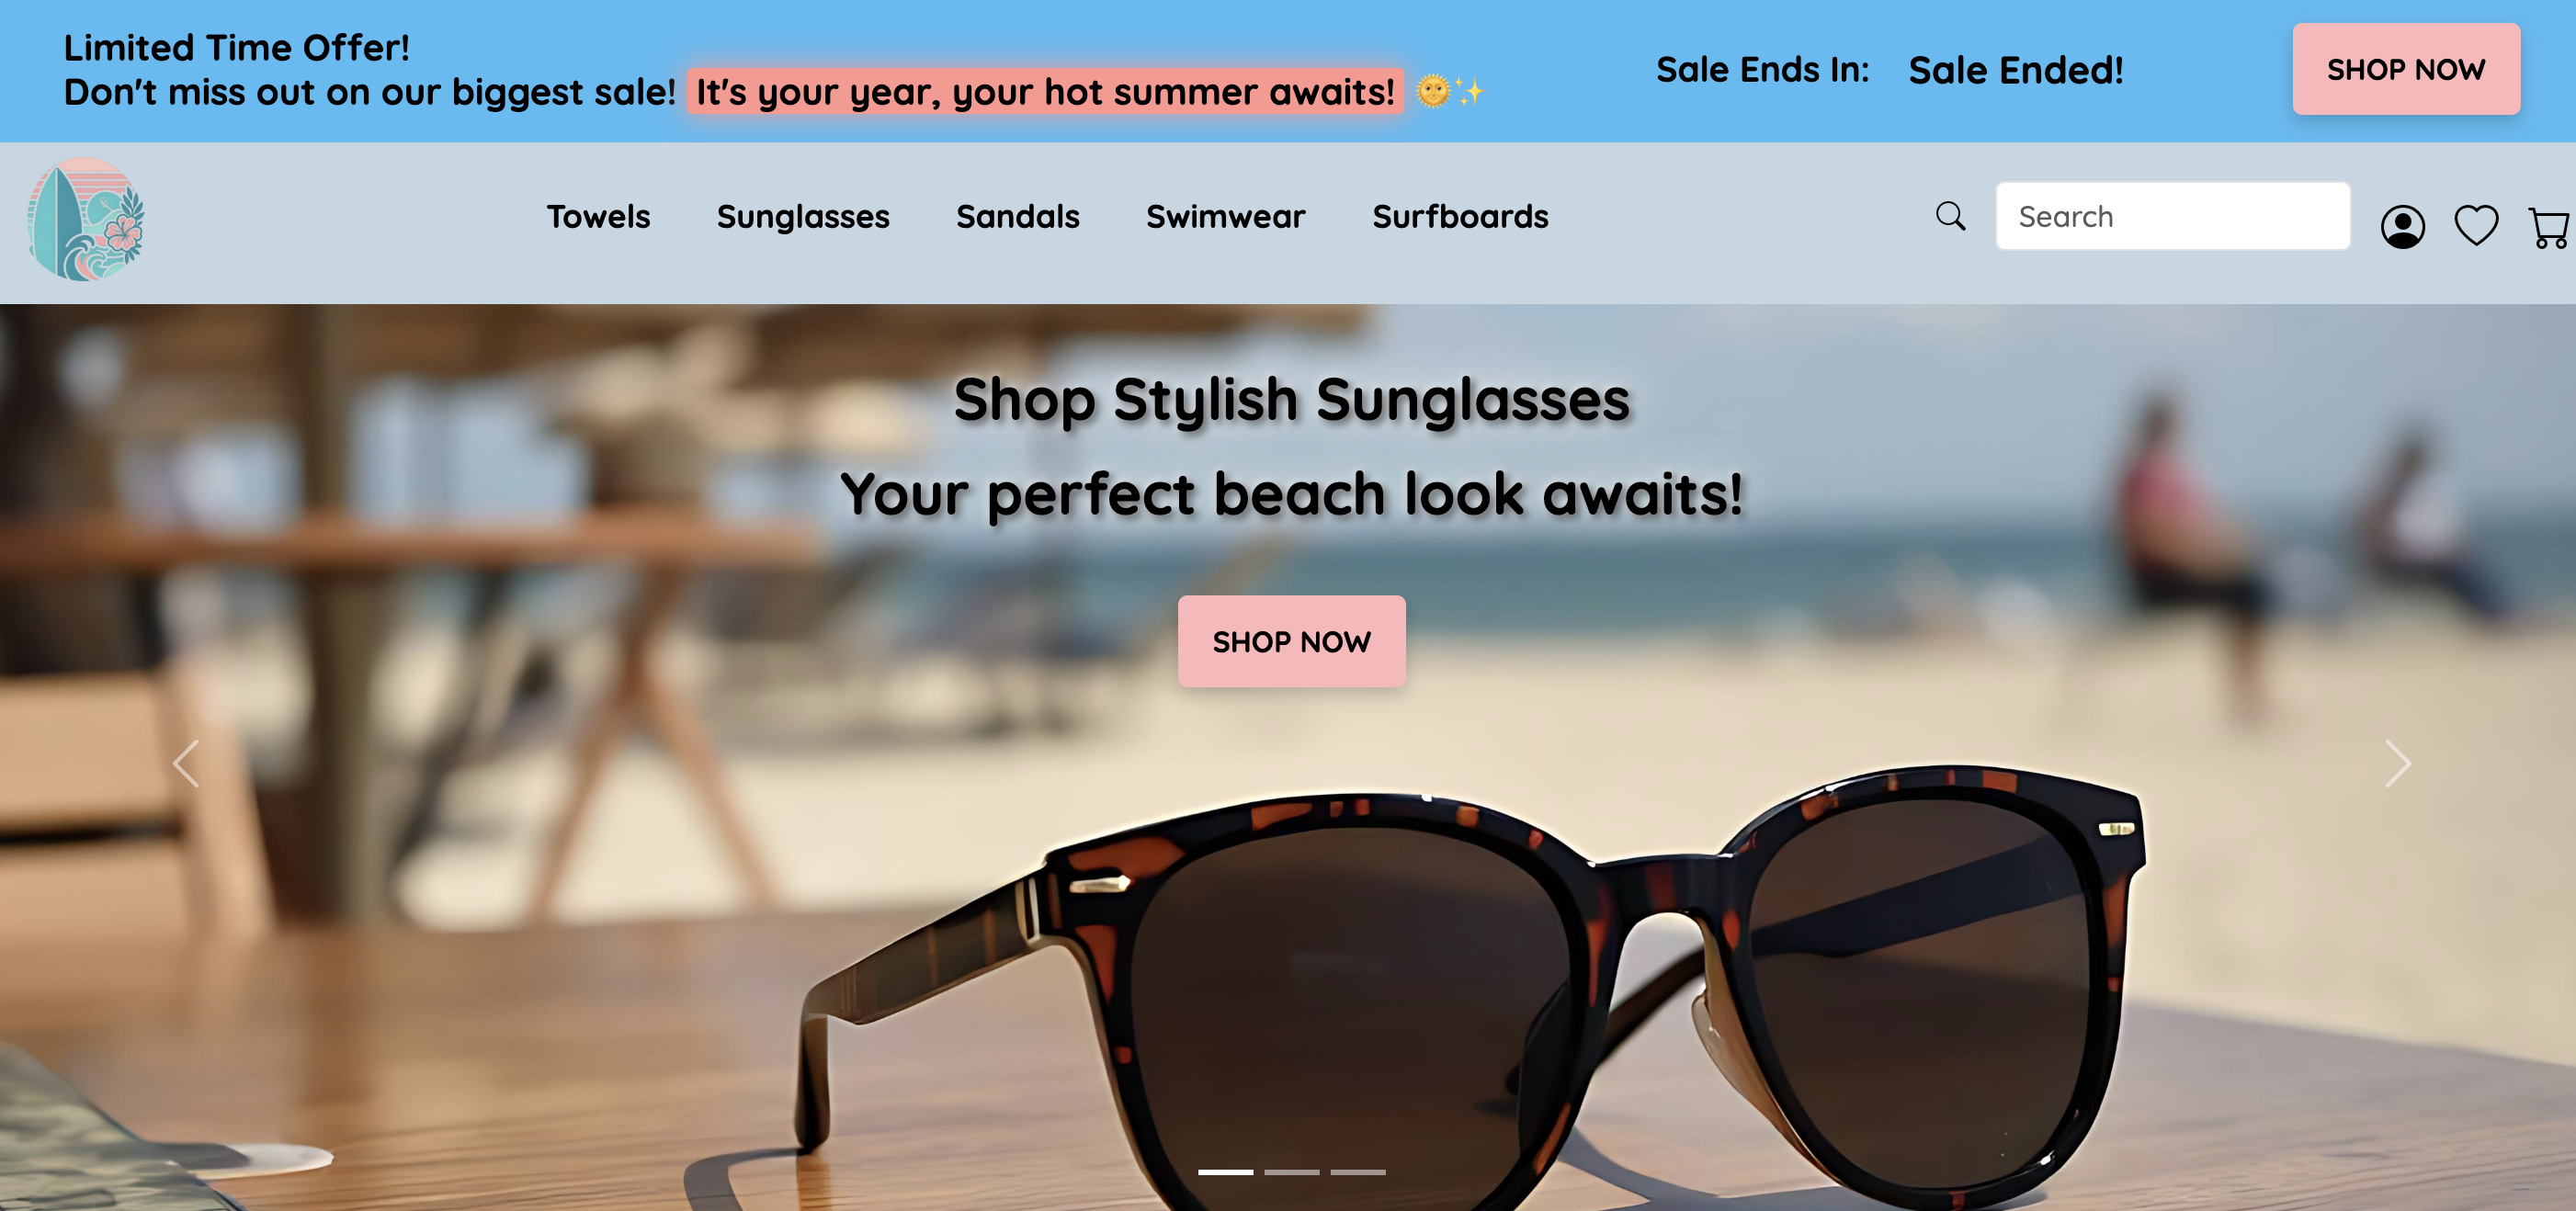 Limited Time Offer!
Don't miss out on our biggest sale! It's your year, your hot summer awaits! 🌞✨
Sale Ends In: Sale Ended!
SHOP NOW
Towels Sunglasses Sandals Swimwear Surfboards
Search
Shop Stylish Sunglasses
Your perfect beach look awaits!
SHOP NOW